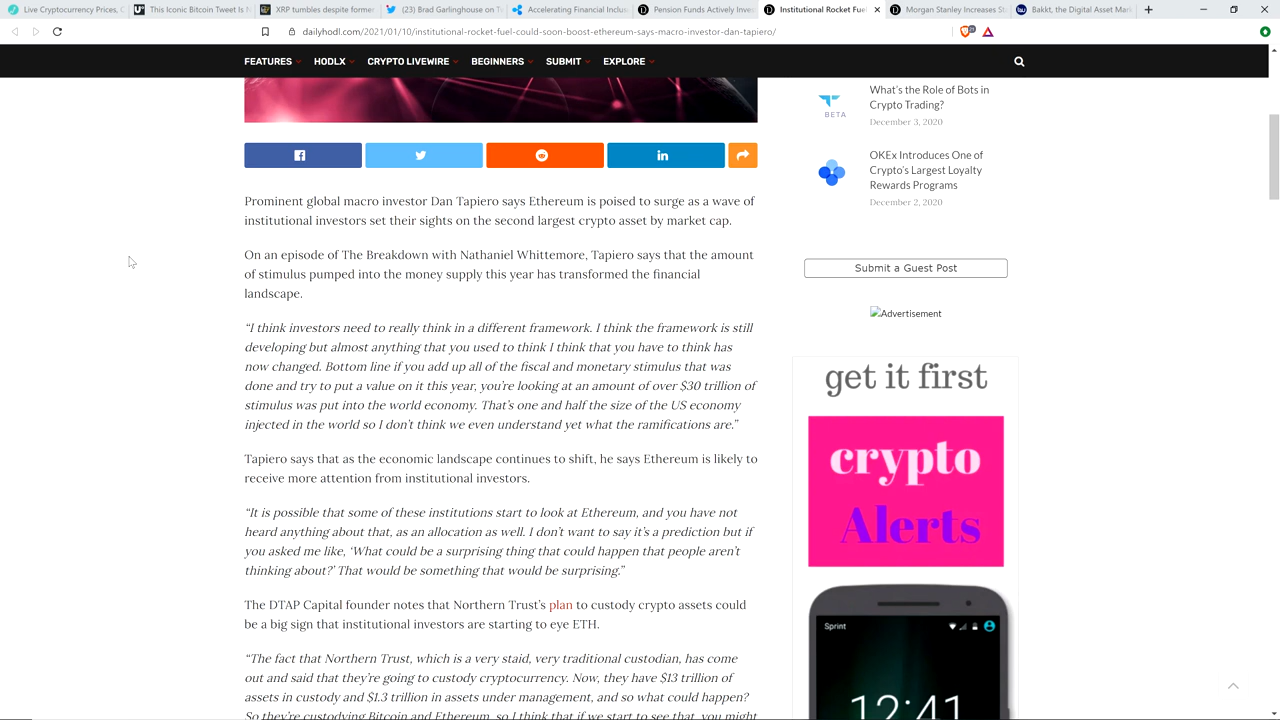 Live Cryptocurrency Prices, C
This Iconic Bitcoin Tweet Is N
XRP tumbles despite former
(23) Brad Garlinghouse on Tw
Accelerating Financial Inclus
Pension Funds Actively Inves
Institutional Rocket Fuel
Morgan Stanley Increases St
Bakkt, the Digital Asset Mark
dailyhodl.com/2021/01/10/institutional-rocket-fuel-could-soon-boost-ethereum-says-macro-investor-dan-tapiero/
FEATURES
HODLX
CRYPTO LIVEWIRE
BEGINNERS
SUBMIT
EXPLORE
Prominent global macro investor Dan Tapiero says Ethereum is poised to surge as a wave of
institutional investors set their sights on the second largest crypto asset by market cap.
On an episode of The Breakdown with Nathaniel Whittemore, Tapiero says that the amount
of stimulus pumped into the money supply this year has transformed the financial
landscape.
“I think investors need to really think in a different framework. I think the framework is still
developing but almost anything that you used to think I think that you have to think has
now changed. Bottom line if you add up all of the fiscal and monetary stimulus that was
done and try to put a value on it this year, you’re looking at an amount of over $30 trillion of
stimulus was put into the world economy. That’s one and half the size of the US economy
injected in the world so I don’t think we even understand yet what the ramifications are.”
Tapiero says that as the economic landscape continues to shift, he says Ethereum is likely to
receive more attention from institutional investors.
“It is possible that some of these institutions start to look at Ethereum, and you have not
heard anything about that, as an allocation as well. I don’t want to say it’s a prediction but if
you asked me like, ‘What could be a surprising thing that could happen that people aren’t
thinking about?’ That would be something that would be surprising.”
The DTAP Capital founder notes that Northern Trust’s plan to custody crypto assets could
be a big sign that institutional investors are starting to eye ETH.
“The fact that Northern Trust, which is a very staid, very traditional custodian, has come
out and said that they’re going to custody cryptocurrency. Now, they have $13 trillion of
assets in custody and $1.3 trillion in assets under management, and so what could happen?
So they’re custodying Bitcoin and Ethereum, so I think that if we start to see that, you might
BETA
What’s the Role of Bots in
Crypto Trading?
December 3, 2020
OKEx Introduces One of
Crypto’s Largest Loyalty
Rewards Programs
December 2, 2020
Submit a Guest Post
Advertisement
get it first
crypto
Alerts
Sprint
12:41